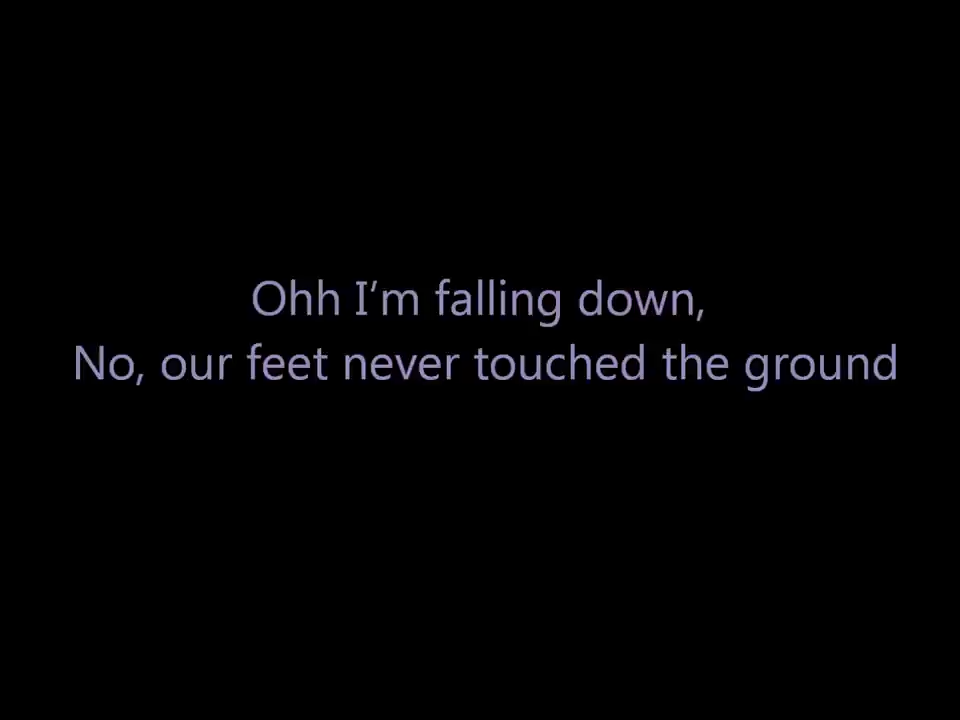 Ohh I’m falling down,
No, our feet never touched the ground